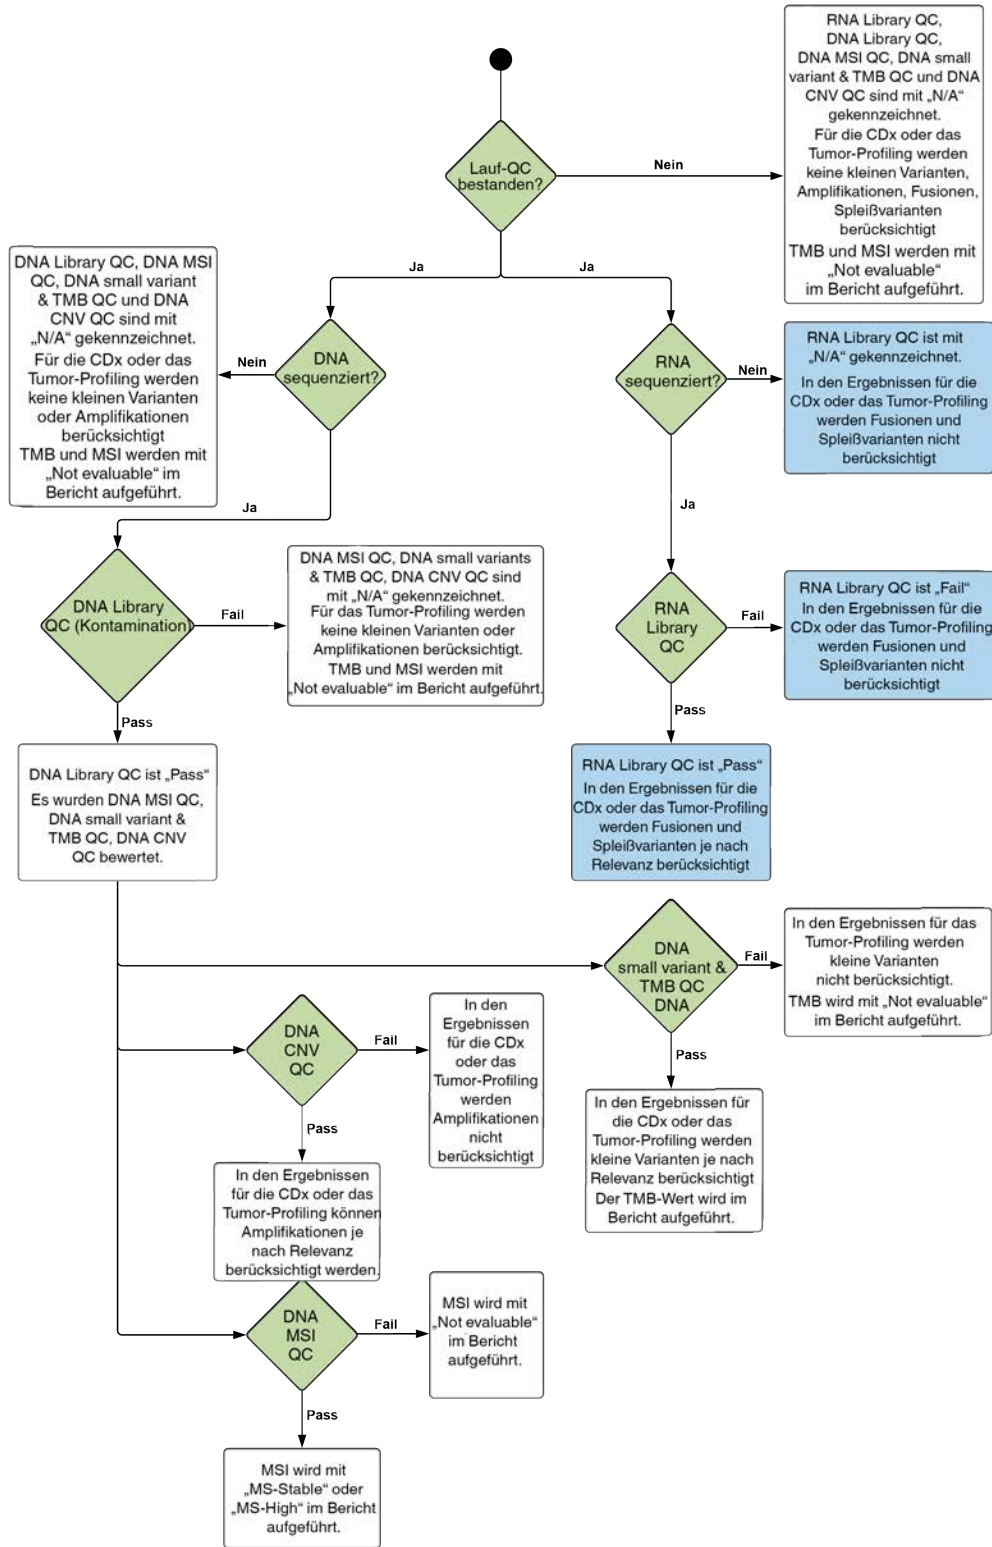 RNA Library QC,
DNA Library QC,
DNA MSI QC, DNA small
variant & TMB QC und DNA
CNV QC sind mit „N/A“
gekennzeichnet.
Für die CDx oder das
Tumor-Profiling werden
keine kleinen Varianten,
Amplifikationen, Fusionen,
Spleißvarianten
berücksichtigt
TMB und MSI werden mit
„Not evaluable“
im Bericht aufgeführt.
Lauf-QC
bestanden?
Nein
Ja
Ja
DNA Library QC, DNA MSI
QC, DNA small variant
& TMB QC und DNA
CNV QC sind mit
„N/A“ gekennzeichnet.
Für die CDx oder das
Tumor-Profiling werden
keine kleinen Varianten
oder Amplifikationen
berücksichtigt
TMB und MSI werden mit
„Not evaluable“ im
Bericht aufgeführt.
Nein
DNA
sequenziert?
RNA
sequenziert?
Nein
RNA Library QC ist mit
„N/A“ gekennzeichnet.
In den Ergebnissen für die
CDx oder das Tumor-Profiling
werden Fusionen und
Spleißvarianten nicht
berücksichtigt
Ja
Ja
DNA Library
QC (Kontamination)
Fail
DNA MSI QC, DNA small variants
& TMB QC, DNA CNV QC sind
mit „N/A“ gekennzeichnet.
Für das Tumor-Profiling werden
keine kleinen Varianten oder
Amplifikationen berücksichtigt.
TMB und MSI werden mit
„Not evaluable“ im Bericht aufgeführt.
RNA
Library
QC
Fail
RNA Library QC ist „Fail“
In den Ergebnissen für die
CDx oder das Tumor-Profiling
werden Fusionen und
Spleißvarianten nicht
berücksichtigt
Pass
Pass
DNA Library QC ist „Pass“
Es wurden DNA MSI QC,
DNA small variant &
TMB QC, DNA CNV
QC bewertet.
RNA Library QC ist „Pass“
In den Ergebnissen für die
CDx oder das Tumor-Profiling
werden Fusionen und
Spleißvarianten je nach
Relevanz berücksichtigt
DNA
small variant &
TMB QC
DNA
Fail
In den Ergebnissen für das
Tumor-Profiling werden
kleine Varianten
nicht berücksichtigt.
TMB wird mit „Not evaluable“
im Bericht aufgeführt.
Pass
In den Ergebnissen für
die CDx oder das
Tumor-Profiling werden
kleine Varianten je nach
Relevanz berücksichtigt
Der TMB-Wert wird im
Bericht aufgeführt.
DNA
CNV
QC
Fail
In den
Ergebnissen
für die CDx
oder das
Tumor-Profiling
werden
Amplifikationen
nicht
berücksichtigt
Pass
In den Ergebnissen
für die CDx oder das
Tumor-Profiling können
Amplifikationen je
nach Relevanz
berücksichtigt werden.
DNA
MSI
QC
Fail
MSI wird mit
„Not evaluable“
im Bericht
aufgeführt.
Pass
MSI wird mit
„MS-Stable“ oder
„MS-High“ im Bericht
aufgeführt.